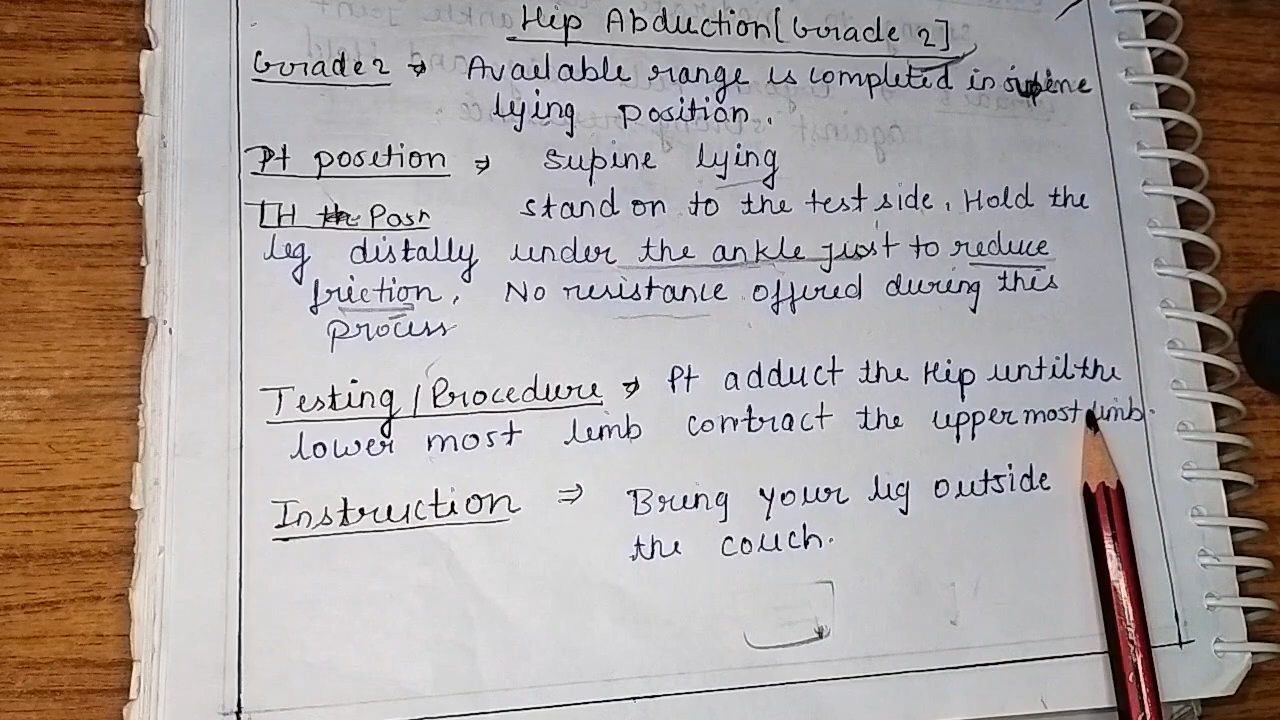 Hip Abduction [Grade 2]
Grade 2 → Available range is completed in supine
lying position.
Pt position ⇒ supine lying
TH Posn stand on to the test side. Hold the
leg distally under the ankle just to reduce
friction. No resistance offered during this
process
Testing / Procedure → Pt adduct the Hip until the
lower most limb contract the upper most limb.
Instruction ⇒ Bring your leg outside
the couch.